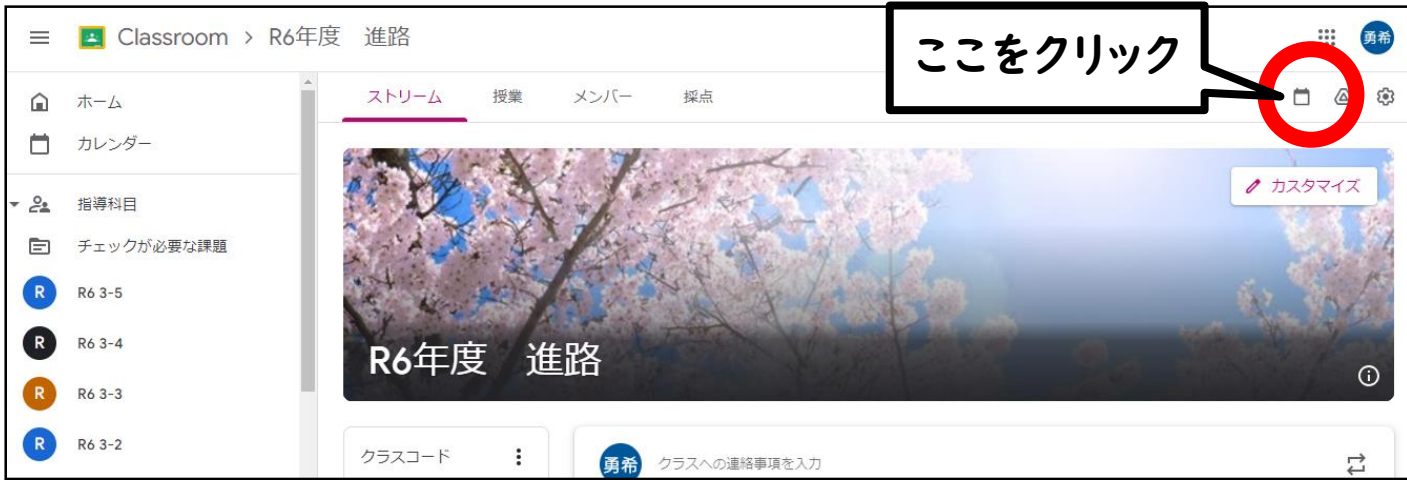 Classroom > R6年度　進路
ここをクリック
勇希
ホーム
カレンダー
指導科目
チェックが必要な課題
R R6 3-5
R R6 3-4
R R6 3-3
R R6 3-2
ストリーム 授業 メンバー 採点
カスタマイズ
R6年度　進路
クラスコード
勇希 クラスへの連絡事項を入力